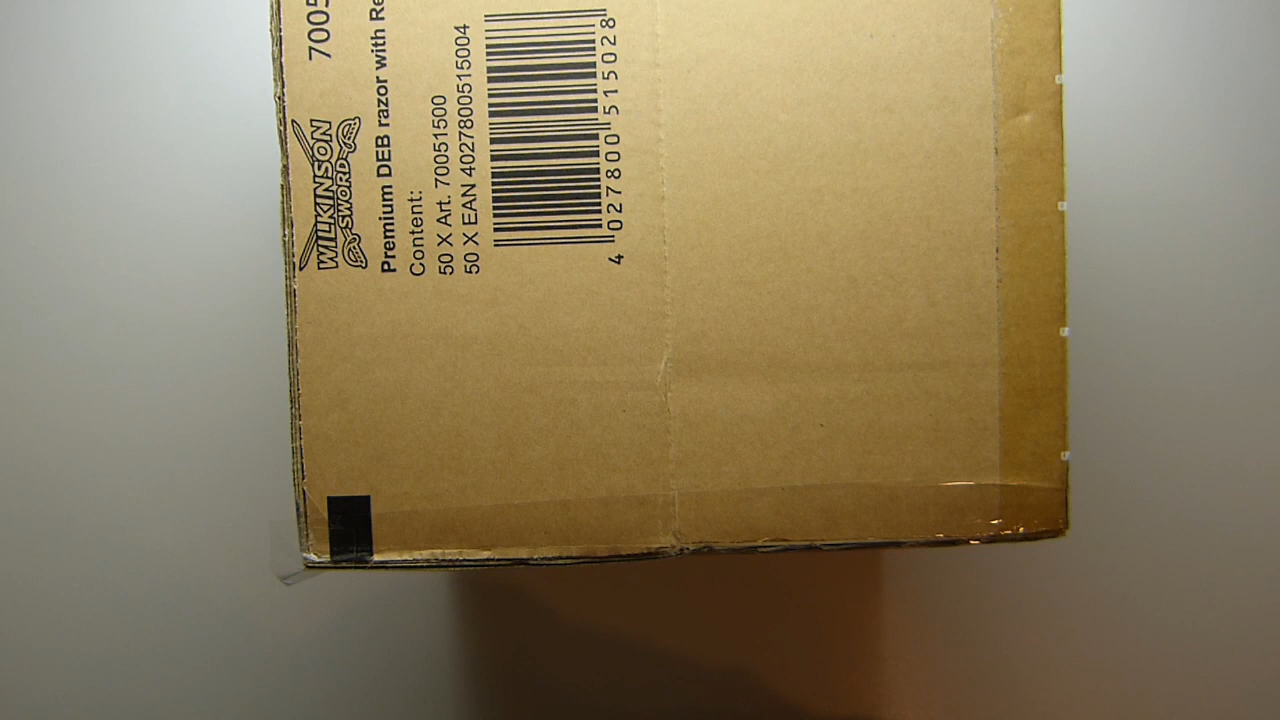 7005
WILKINSON
SWORD
Premium DEB razor with Re
Content:
50 X Art. 70051500
50 X EAN 4027800515004
4 027800 515028